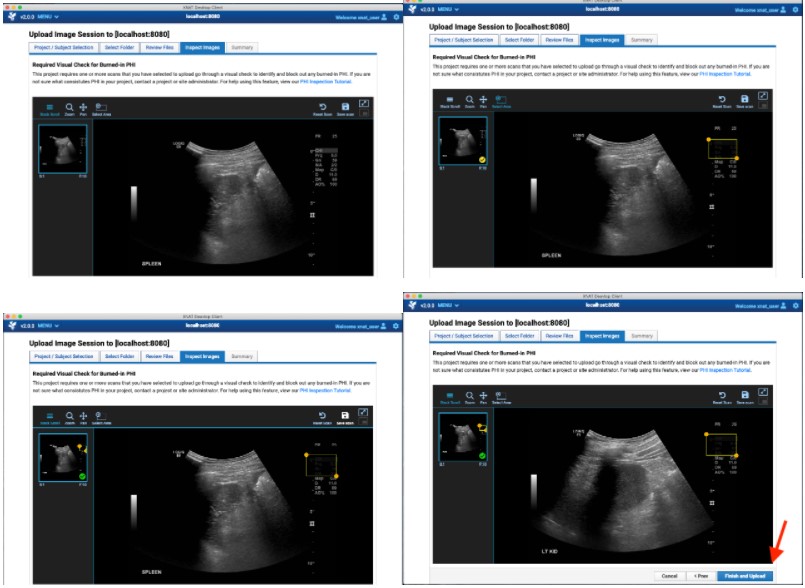 XNAT Desktop Client
v3.0.0 MENU
localhost:8080
Welcome xnat_user
Upload Image Session to [localhost:8080]
Project / Subject Selection Select Folder Review Files Inspect Images Summary
Required Visual Check for Burned-in PHI
This project requires one or more scans that you have selected to upload go through a visual check to identify and block out any burned-in PHI. If you are
not sure what constitutes PHI in your project, contact a project or site administrator. For help using this feature, view our PHI Inspection Tutorial.
Stack Scroll Zoom Pan Select Area Reset Scan Save scan
SPLEEN
v3.0.0 MENU
localhost:8080
Welcome xnat_user
Upload Image Session to [localhost:8080]
Project / Subject Selection Select Folder Review Files Inspect Images Summary
Required Visual Check for Burned-in PHI
This project requires one or more scans that you have selected to upload go through a visual check to identify and block out any burned-in PHI. If you are
not sure what constitutes PHI in your project, contact a project or site administrator. For help using this feature, view our PHI Inspection Tutorial.
Stack Scroll Zoom Pan Select Area Reset Scan Save scan
SPLEEN
XNAT Desktop Client
v3.0.0 MENU
localhost:8080
Welcome xnat_user
Upload Image Session to [localhost:8080]
Project / Subject Selection Select Folder Review Files Inspect Images Summary
Required Visual Check for Burned-in PHI
This project requires one or more scans that you have selected to upload go through a visual check to identify and block out any burned-in PHI. If you are
not sure what constitutes PHI in your project, contact a project or site administrator. For help using this feature, view our PHI Inspection Tutorial.
Stack Scroll Zoom Pan Select Area Reset Scan Save scan
SPLEEN
XNAT Desktop Client
v3.0.0 MENU
localhost:8080
Welcome xnat_user
Upload Image Session to [localhost:8080]
Project / Subject Selection Select Folder Review Files Inspect Images Summary
Required Visual Check for Burned-in PHI
This project requires one or more scans that you have selected to upload go through a visual check to identify and block out any burned-in PHI. If you are
not sure what constitutes PHI in your project, contact a project or site administrator. For help using this feature, view our PHI Inspection Tutorial.
Stack Scroll Zoom Pan Select Area Reset Scan Save scan
LT KID
Cancel < Prev Finish and Upload